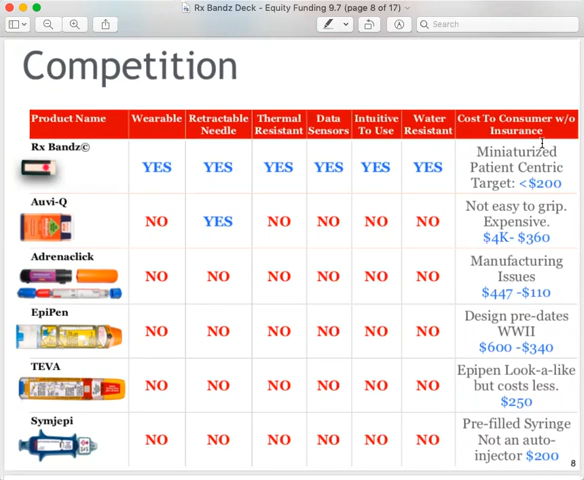 Rx Bandz Deck - Equity Funding 9.7 (page 8 of 17)
Search
Competition
Product Name Wearable Retractable Needle Thermal Resistant Data Sensors Intuitive To Use Water Resistant Cost To Consumer w/o Insurance
Rx Bandz©
YES YES YES YES YES YES
Miniaturized
Patient Centric
Target: <$200
Auvi-Q
NO YES NO NO NO NO
Not easy to grip.
Expensive.
$4K- $360
Adrenaclick
NO NO NO NO NO NO
Manufacturing
Issues
$447 -$110
EpiPen
NO NO NO NO NO NO
Design pre-dates
WWII
$600 -$340
TEVA
NO NO NO NO NO NO
Epipen Look-a-like
but costs less.
$250
Symjepi
NO NO NO NO NO NO
Pre-filled Syringe
Not an auto-
injector $200
8